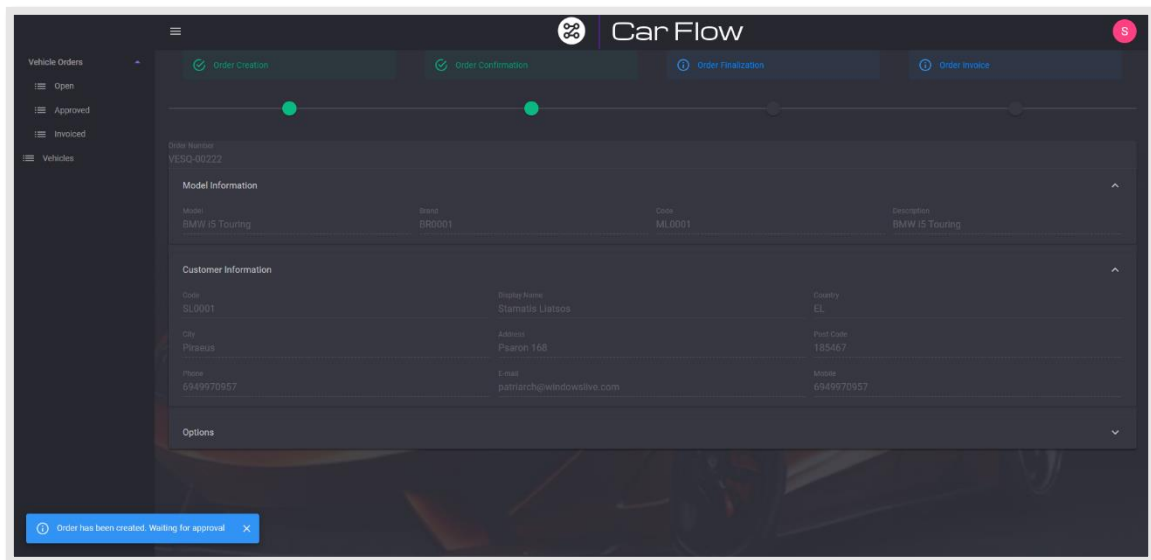 Car Flow
S
Vehicle Orders
Open
Approved
Invoiced
Vehicles
Order Creation
Order Confirmation
Order Finalization
Order Invoice
Order Number
VESQ-00222
Model Information
Model Brand Code Description
BMW i5 Touring BR0001 ML0001 BMW i5 Touring
Customer Information
Code Display Name Country
SL0001 Stamatis Liatsos EL
City Address Post Code
Piraeus Psaron 168 185467
Phone E-mail Mobile
6949970957 patriarch@windowslive.com 6949970957
Options
Order has been created. Waiting for approval